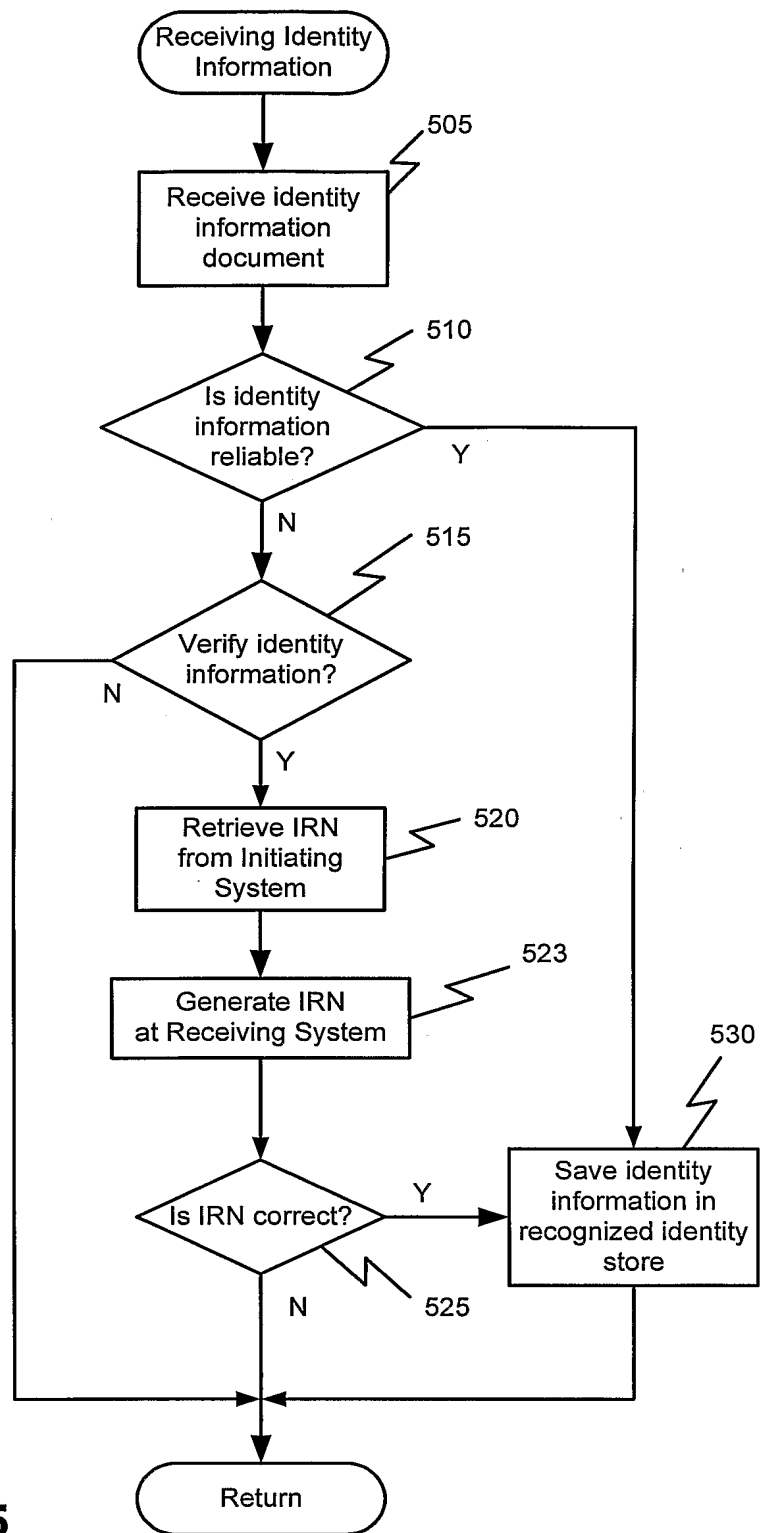 Receiving Identity
Information
505
Receive identity
information
document
510
Is identity
information
reliable?
Y
N
515
Verify identity
information?
N
Y
520
Retrieve IRN
from Initiating
System
523
Generate IRN
at Receiving System
530
Save identity
information in
recognized identity
store
Is IRN correct?
Y
525
N
Return